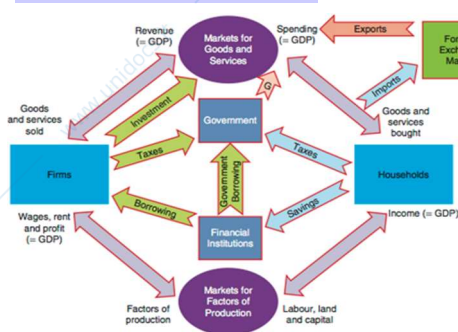 Revenue
(= GDP)
Markets for
Goods and
Services
Spending
(= GDP)
Exports
Goods
and services
sold
Investment
G
Imports
Goods and
services
bought
Government
Taxes
Taxes
Firms
Government
Borrowing
Households
Borrowing
Savings
Wages, rent
and profit
(= GDP)
Financial
Institutions
Income (= GDP)
Factors of
production
Markets for
Factors of
Production
Labour, land
and capital